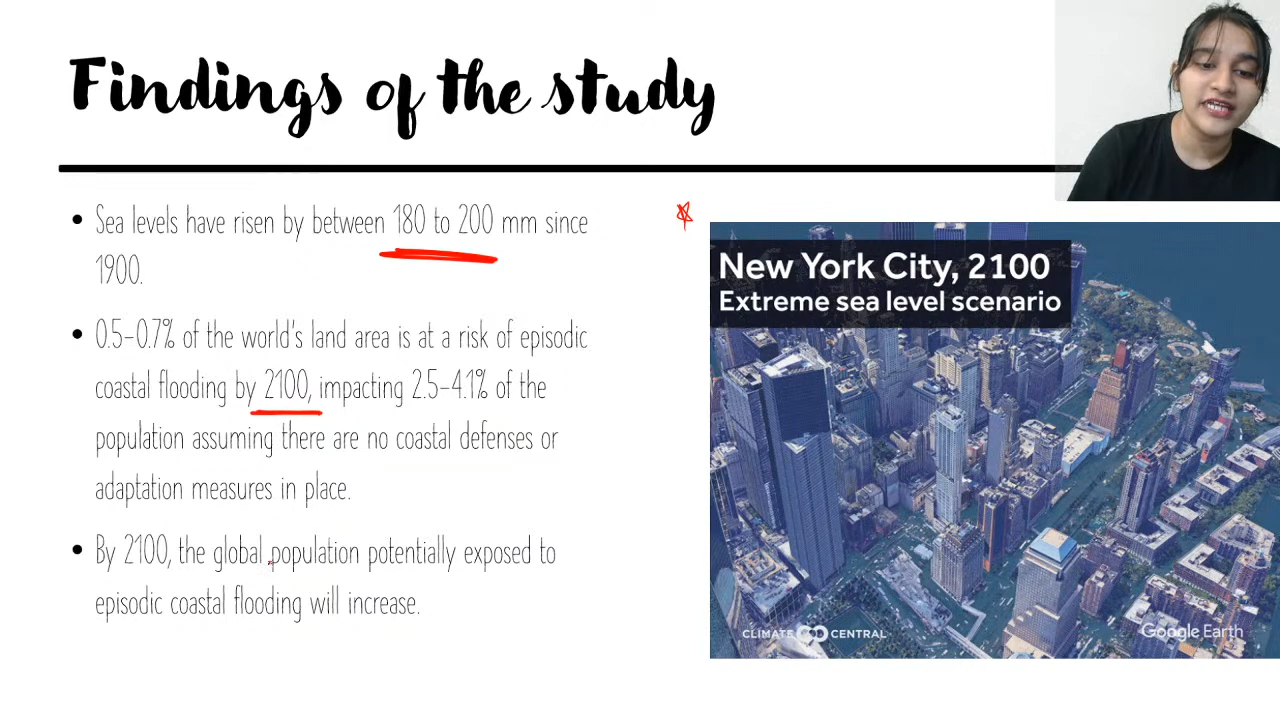 Findings of the study
• Sea levels have risen by between 180 to 200 mm since
1900.
• 0.5–0.7% of the world's land area is at a risk of episodic
coastal flooding by 2100, impacting 2.5–4.1% of the
population assuming there are no coastal defenses or
adaptation measures in place.
• By 2100, the global population potentially exposed to
episodic coastal flooding will increase.
New York City, 2100
Extreme sea level scenario
CLIMATE CENTRAL
Google Earth